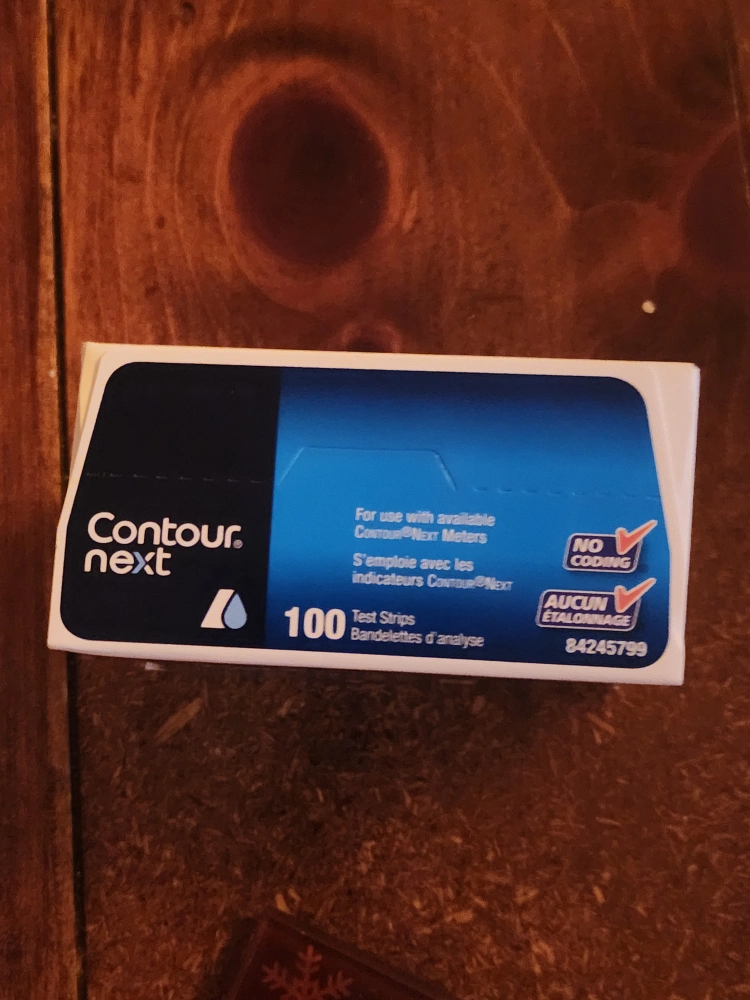 Contour®
next
For use with available
CONTOUR®NEXT Meters
S'emploie avec les
indicateurs CONTOUR®NEXT
100 Test Strips
Bandelettes d'analyse
NO
CODING
AUCUN
ÉTALONNAGE
84245799